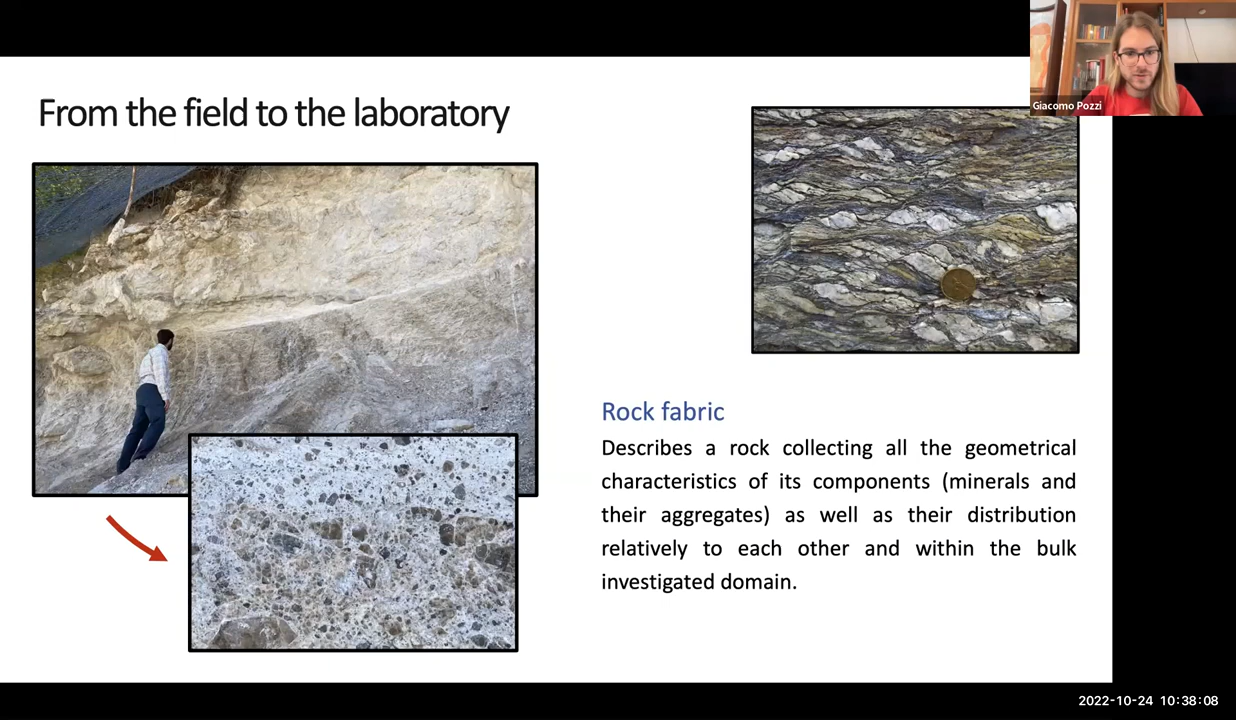 Giacomo Pozzi
From the field to the laboratory
Rock fabric
Describes a rock collecting all the geometrical
characteristics of its components (minerals and
their aggregates) as well as their distribution
relatively to each other and within the bulk
investigated domain.
2022-10-24 10:38:08